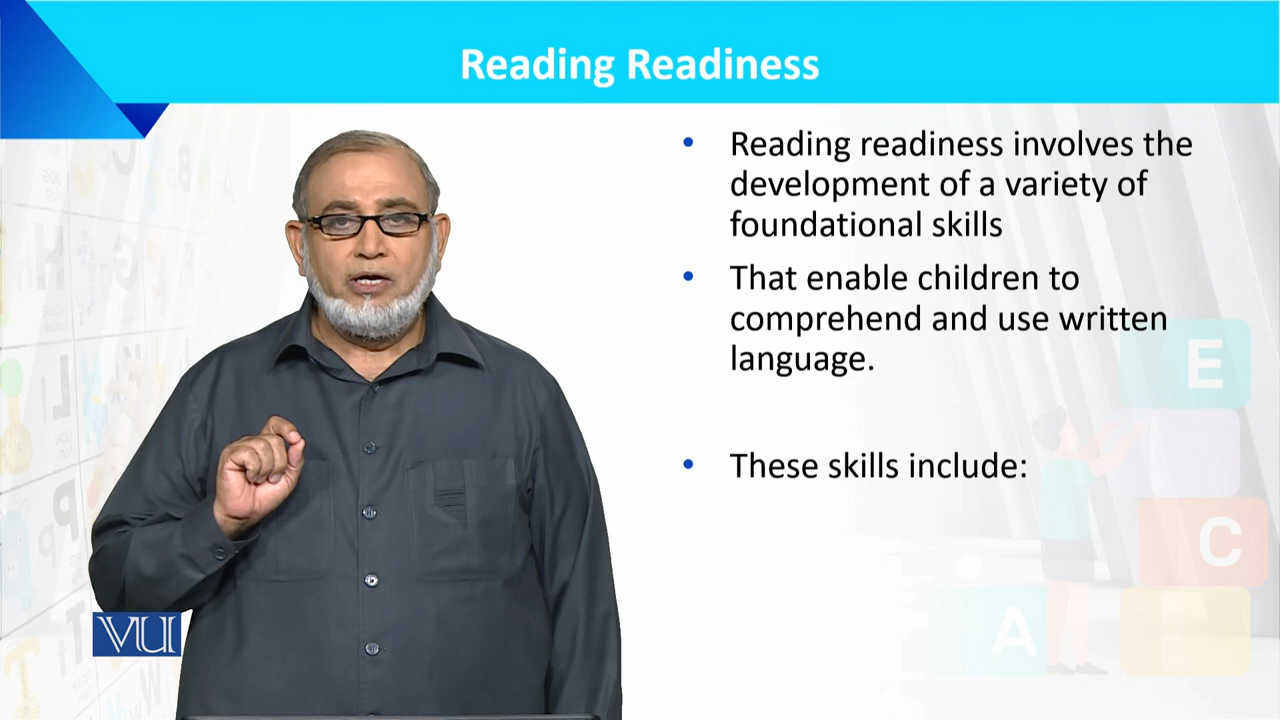 Reading Readiness
• Reading readiness involves the
development of a variety of
foundational skills
• That enable children to
comprehend and use written
language.
• These skills include:
E
C
A
VU